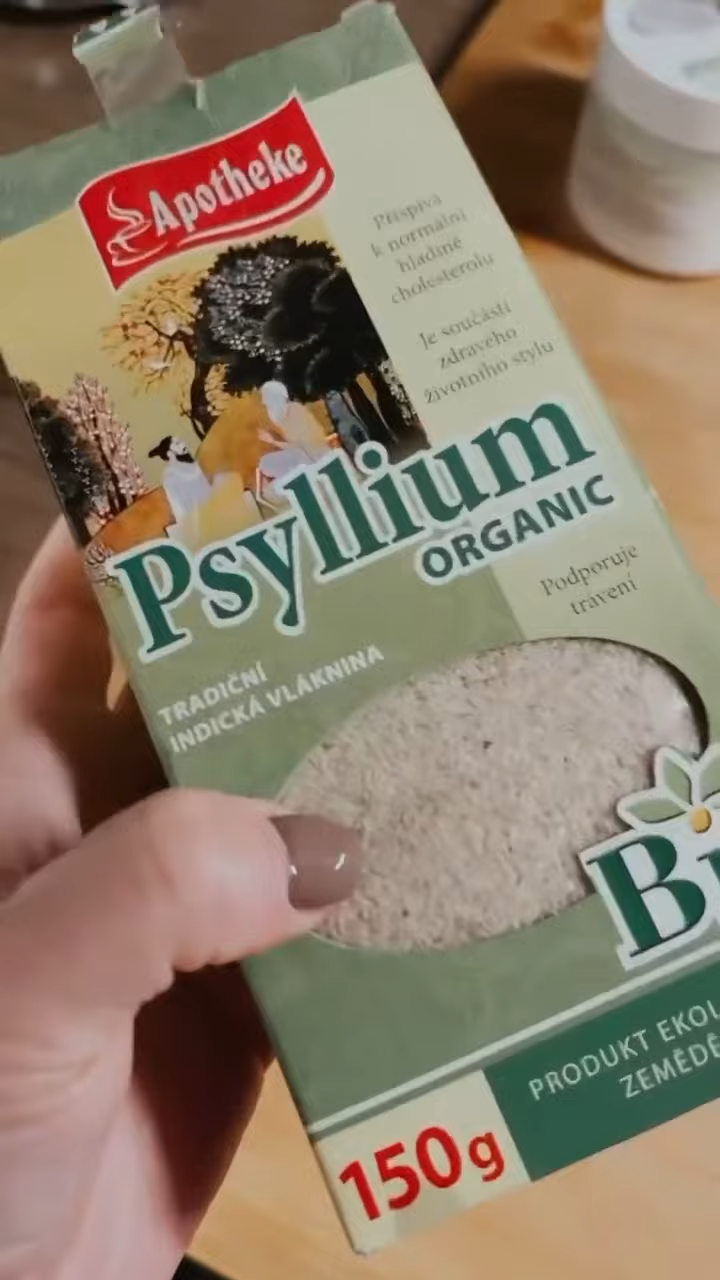 Apotheke
Přispívá
k normální
hladině
cholesterolu
Je součástí
zdravého
životního stylu
Psyllium
ORGANIC
Podporuje
trávení
TRADIČNÍ
INDICKÁ VLÁKNINA
PRODUKT EKOL
ZEMĚDĚ
150g